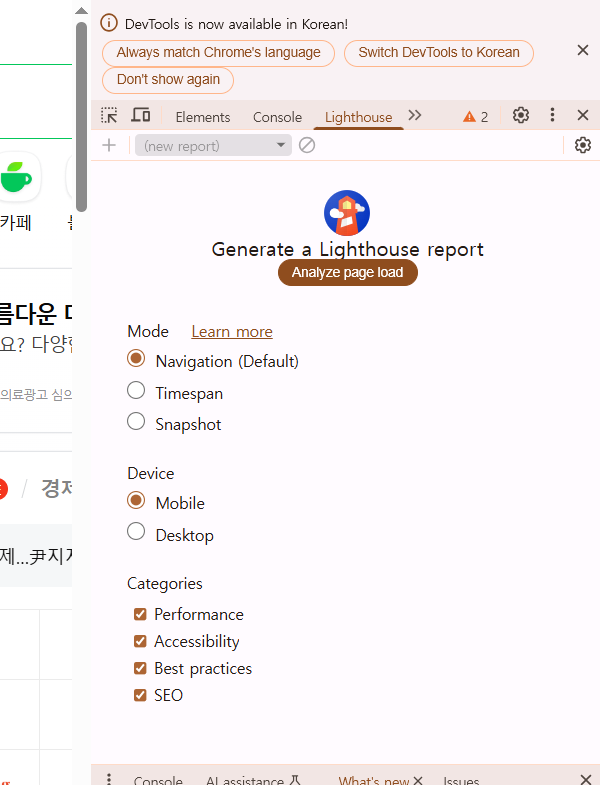 DevTools is now available in Korean!
Always match Chrome's language
Switch DevTools to Korean
Don't show again
Elements
Console
Lighthouse
2
(new report)
Generate a Lighthouse report
Analyze page load
Mode
Learn more
Navigation (Default)
Timespan
Snapshot
Device
Mobile
Desktop
Categories
Performance
Accessibility
Best practices
SEO
Console
AI assistance
What's new
Issues
카페
름다운
요? 다양한
의료광고 심의
/ 경제
제...尹지지